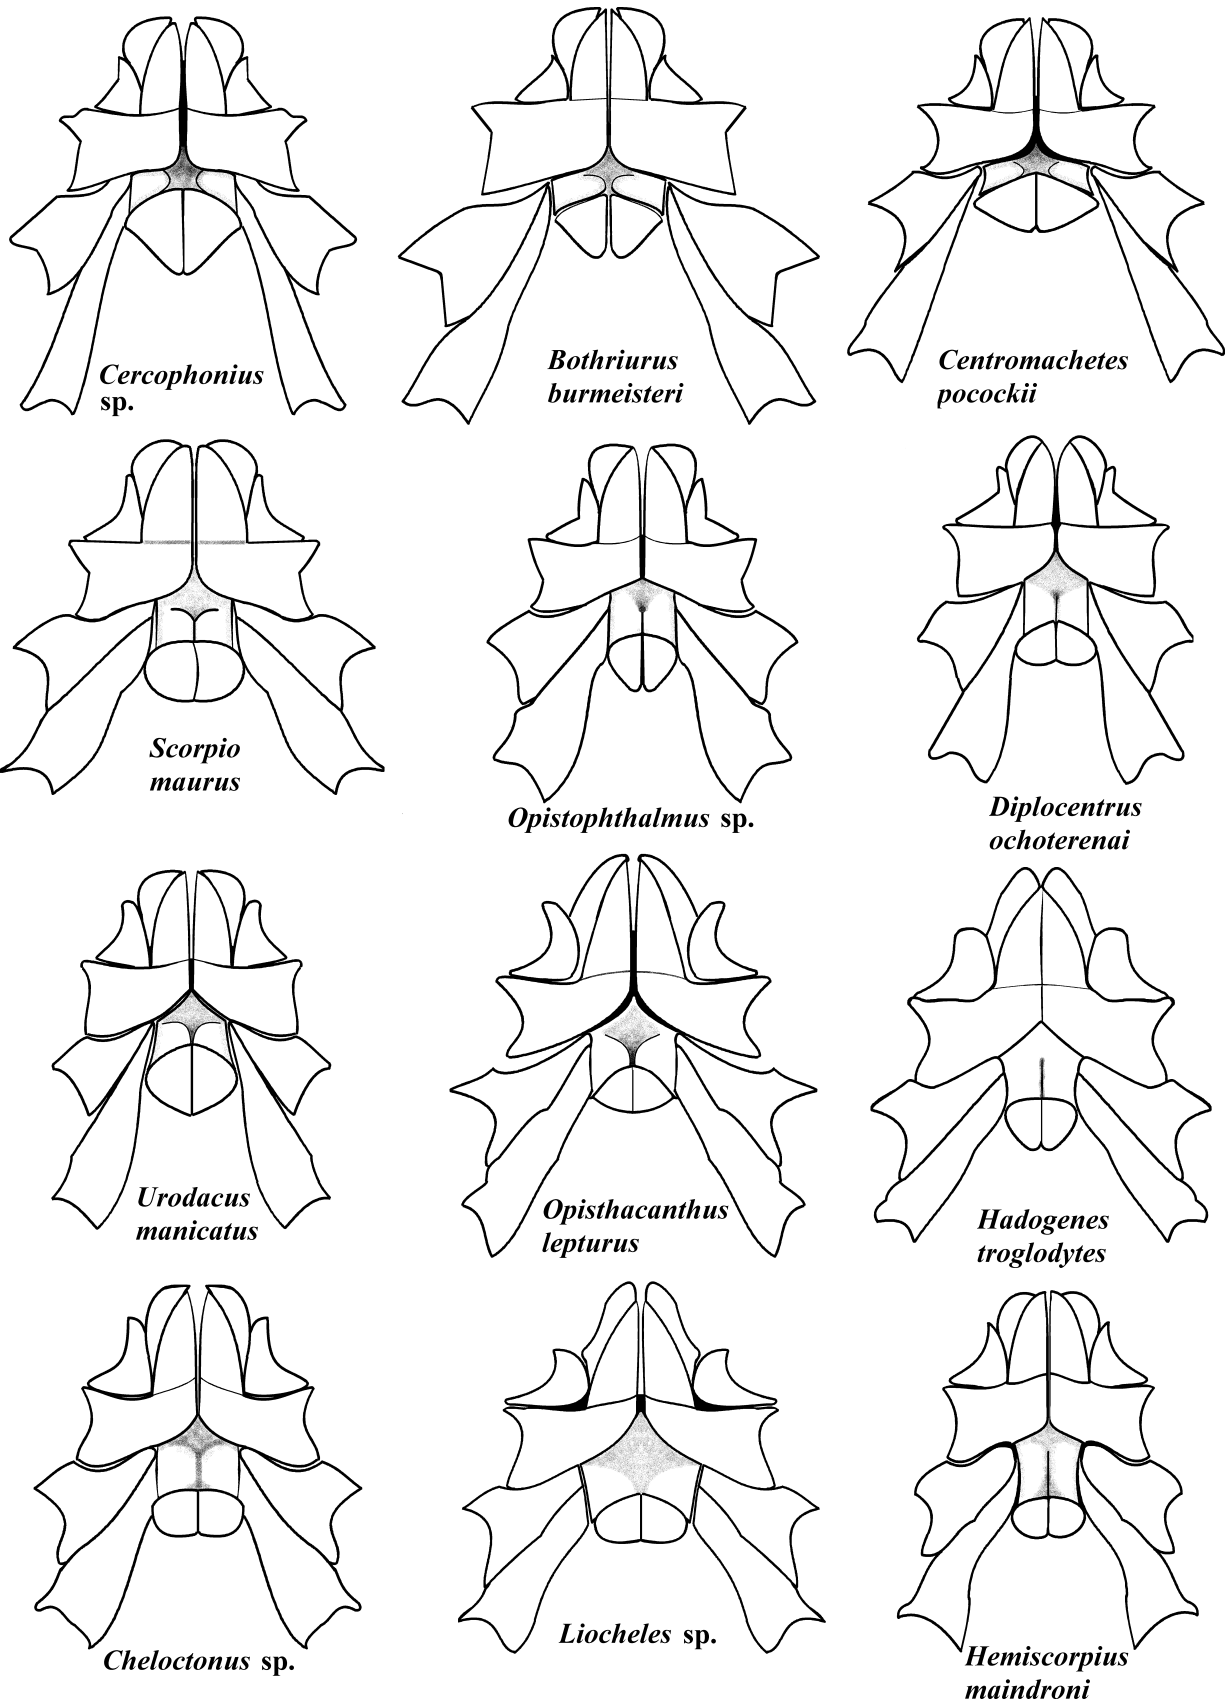 Cercophonius
sp.
Bothriurus
burmeisteri
Centromachetes
pocockii
Scorpio
maurus
Opistophthalmus sp.
Diplocentrus
ochoterenai
Urodacus
manicatus
Opisthacanthus
lepturus
Hadogenes
troglodytes
Cheloctonus sp.
Liocheles sp.
Hemiscorpius
maindroni